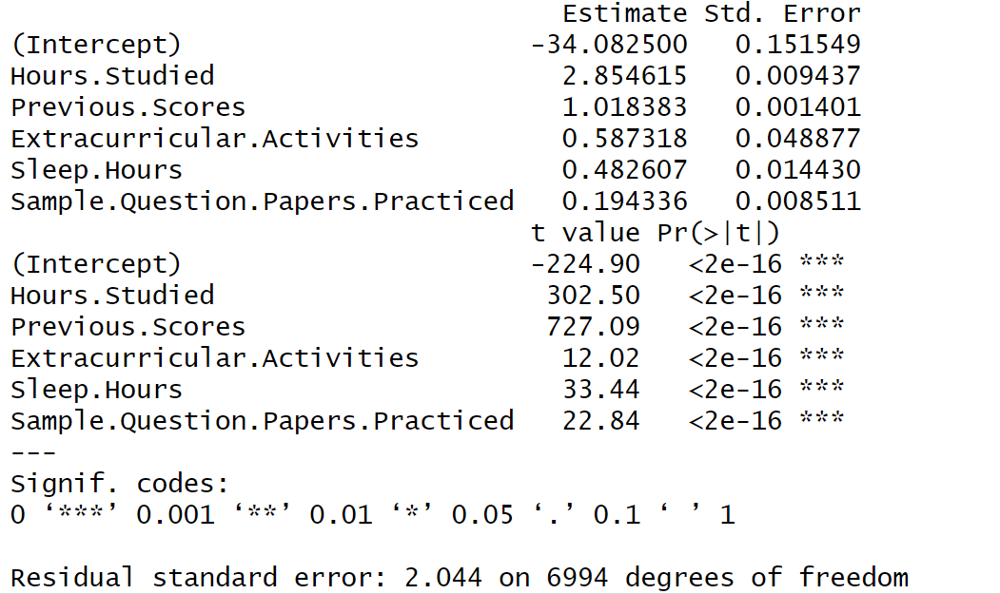 Estimate Std. Error
(Intercept) -34.082500 0.151549
Hours.Studied 2.854615 0.009437
Previous.Scores 1.018383 0.001401
Extracurricular.Activities 0.587318 0.048877
Sleep.Hours 0.482607 0.014430
Sample.Question.Papers.Practiced 0.194336 0.008511
t value Pr(>|t|)
(Intercept) -224.90 <2e-16 ***
Hours.Studied 302.50 <2e-16 ***
Previous.Scores 727.09 <2e-16 ***
Extracurricular.Activities 12.02 <2e-16 ***
Sleep.Hours 33.44 <2e-16 ***
Sample.Question.Papers.Practiced 22.84 <2e-16 ***
---
Signif. codes:
0 ‘***’ 0.001 ‘**’ 0.01 ‘*’ 0.05 ‘.’ 0.1 ‘ ’ 1
Residual standard error: 2.044 on 6994 degrees of freedom